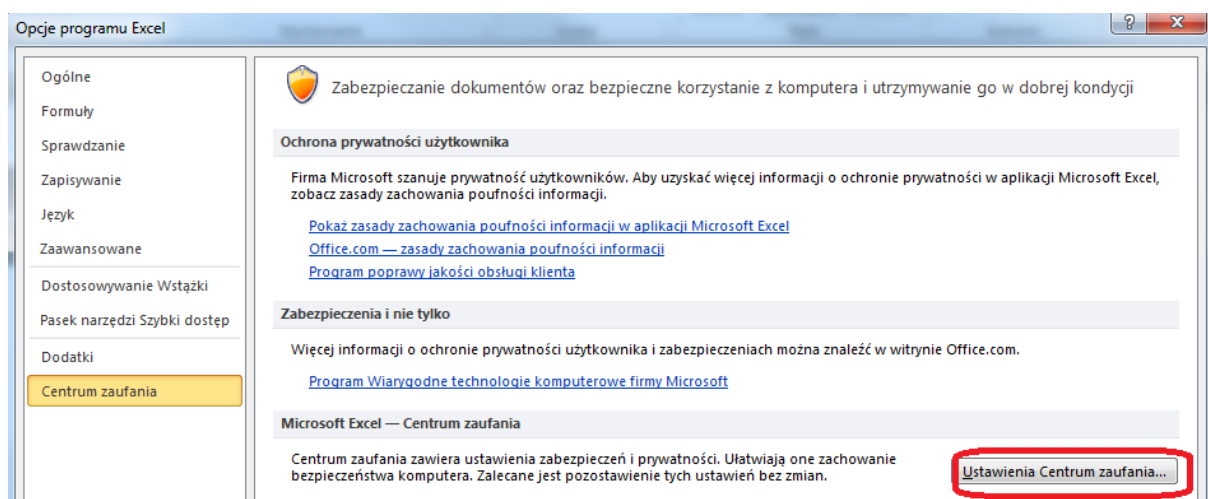 Opcje programu Excel
?
X
Ogólne
Formuły
Sprawdzanie
Zapisywanie
Język
Zaawansowane
Dostosowywanie Wstążki
Pasek narzędzi Szybki dostęp
Dodatki
Centrum zaufania
Zabezpieczanie dokumentów oraz bezpieczne korzystanie z komputera i utrzymywanie go w dobrej kondycji
Ochrona prywatności użytkownika
Firma Microsoft szanuje prywatność użytkowników. Aby uzyskać więcej informacji o ochronie prywatności w aplikacji Microsoft Excel,
zobacz zasady zachowania poufności informacji.
Pokaż zasady zachowania poufności informacji w aplikacji Microsoft Excel
Office.com — zasady zachowania poufności informacji
Program poprawy jakości obsługi klienta
Zabezpieczenia i nie tylko
Więcej informacji o ochronie prywatności użytkownika i zabezpieczeniach można znaleźć w witrynie Office.com.
Program Wiarygodne technologie komputerowe firmy Microsoft
Microsoft Excel — Centrum zaufania
Centrum zaufania zawiera ustawienia zabezpieczeń i prywatności. Ułatwiają one zachowanie
bezpieczeństwa komputera. Zalecane jest pozostawienie tych ustawień bez zmian.
Ustawienia Centrum zaufania...